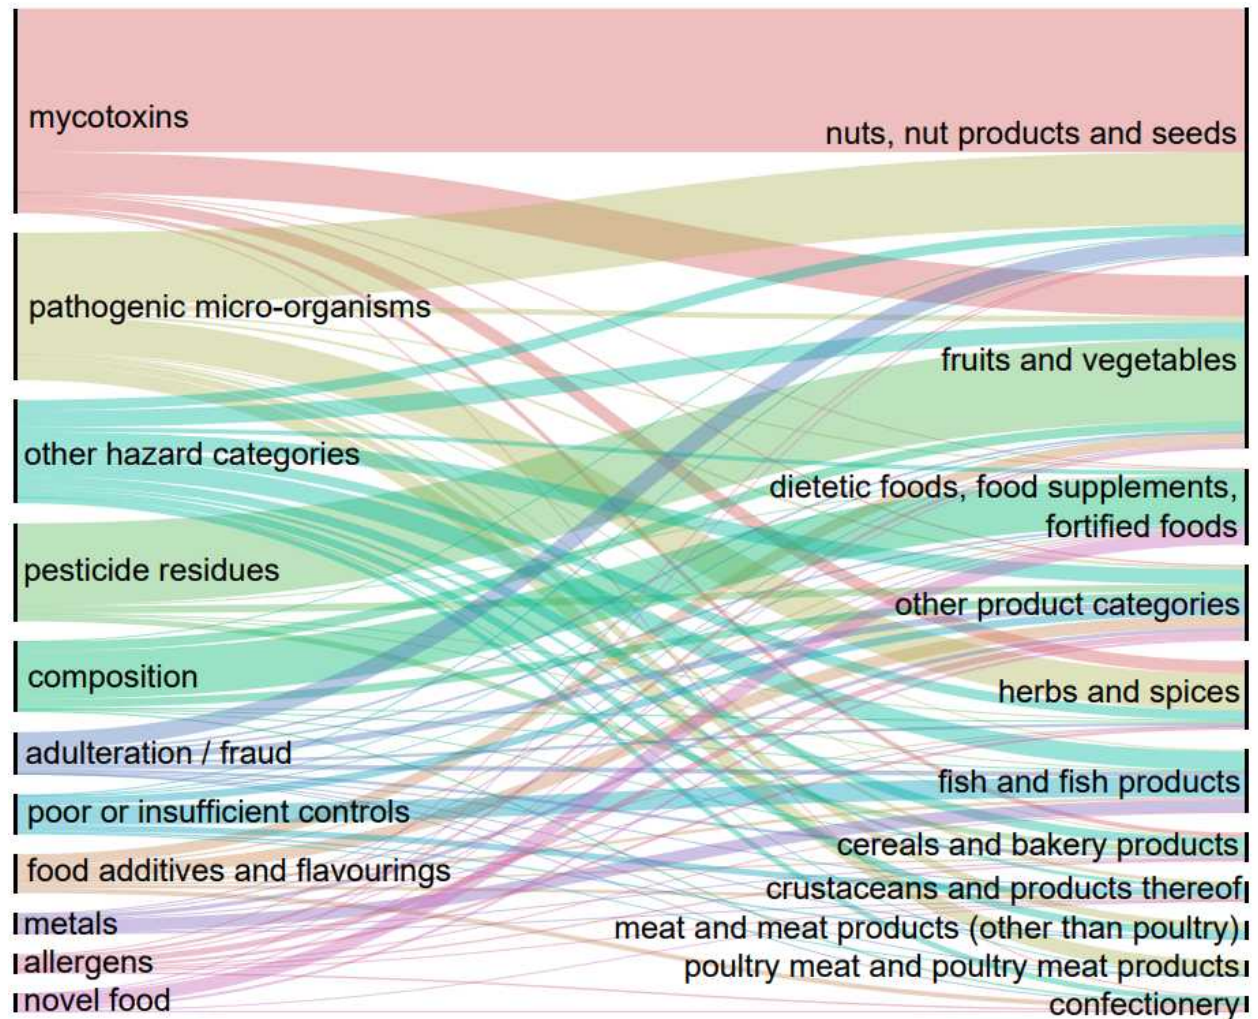 mycotoxins
pathogenic micro-organisms
other hazard categories
pesticide residues
composition
adulteration / fraud
poor or insufficient controls
food additives and flavourings
metals
allergens
novel food
nuts, nut products and seeds
fruits and vegetables
dietetic foods, food supplements,
fortified foods
other product categories
herbs and spices
fish and fish products
cereals and bakery products
crustaceans and products thereof
meat and meat products (other than poultry)
poultry meat and poultry meat products
confectionery